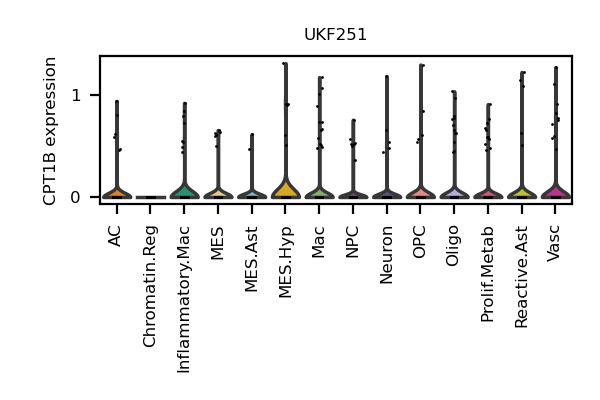 UKF251
CPT1B expression
1
0
AC
Chromatin.Reg
Inflammatory.Mac
MES
MES.Ast
MES.Hyp
Mac
NPC
Neuron
OPC
Oligo
Prolif.Metab
Reactive.Ast
Vasc